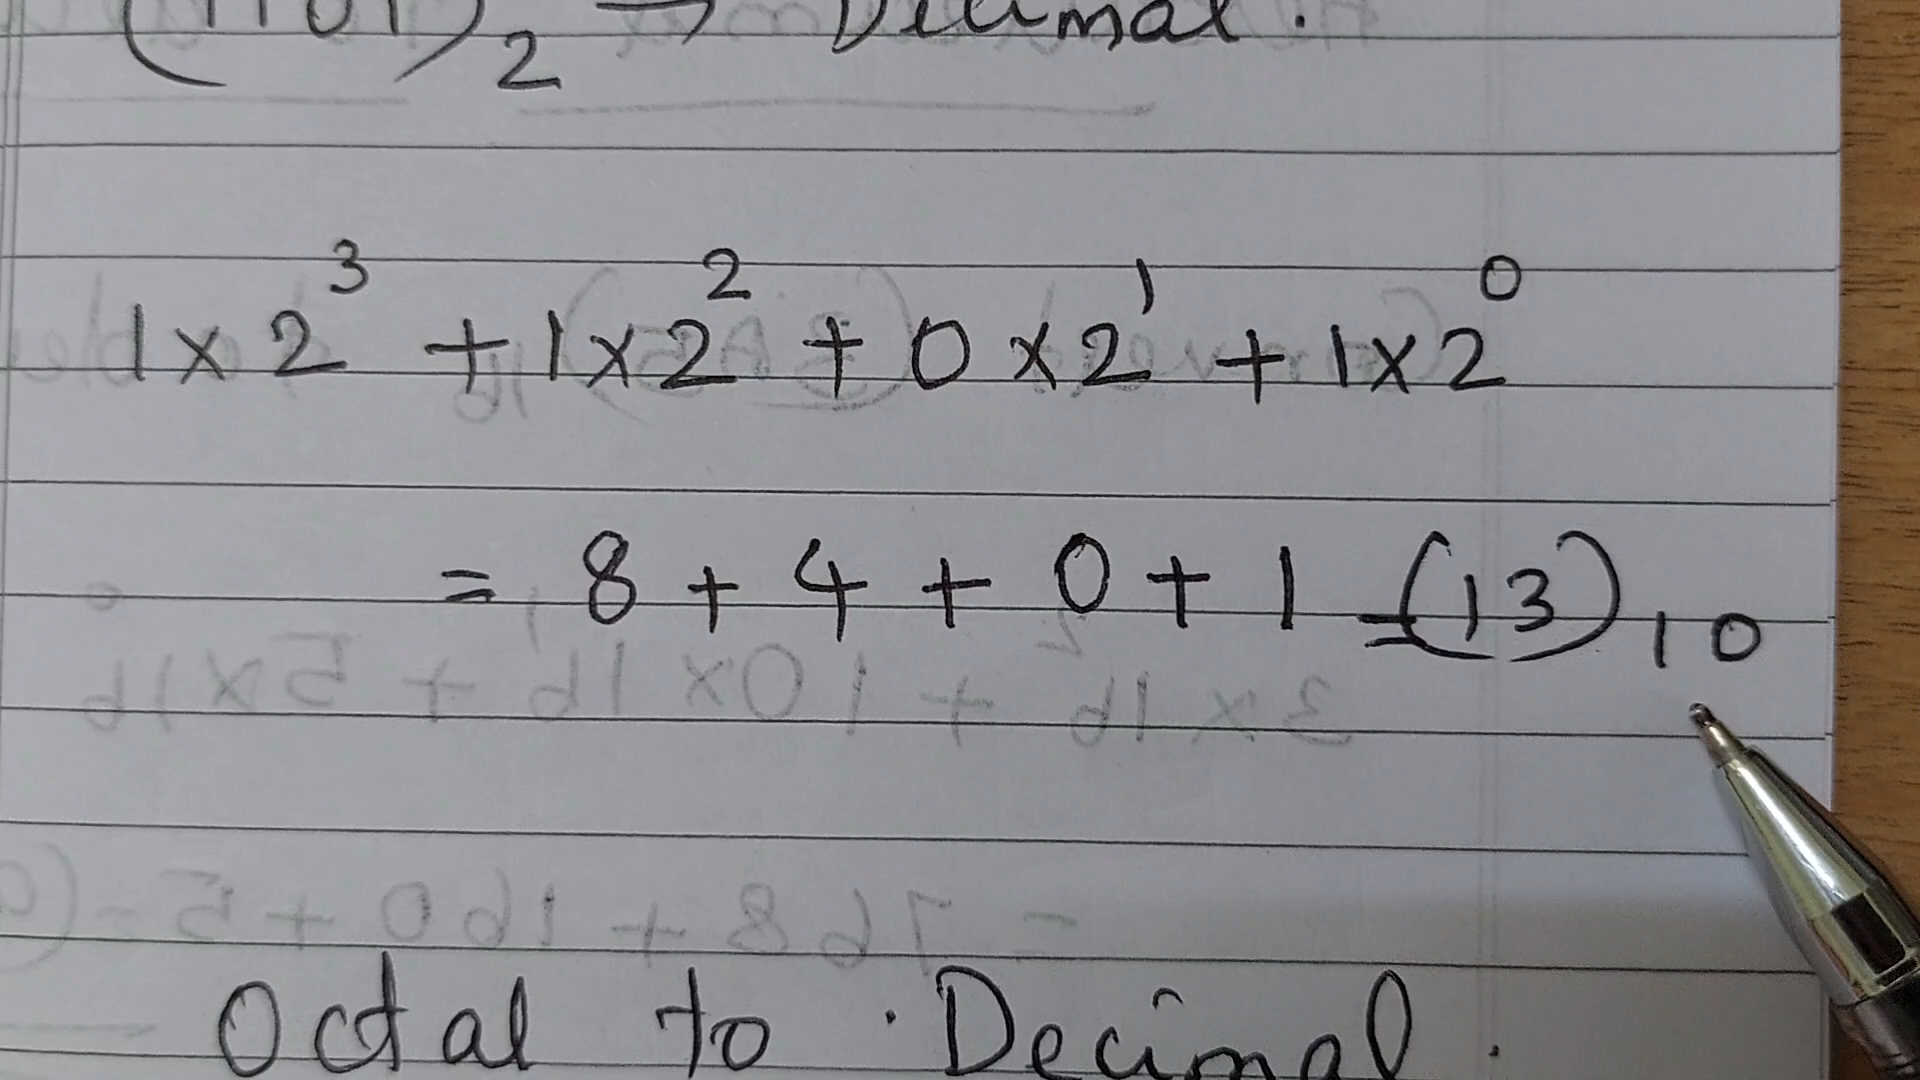 (1101)₂ → Decimal.
1 x 2³ + 1 x 2² + 0 x 2¹ + 1 x 2⁰
= 8 + 4 + 0 + 1 = (13)₁₀
Octal to Decimal.